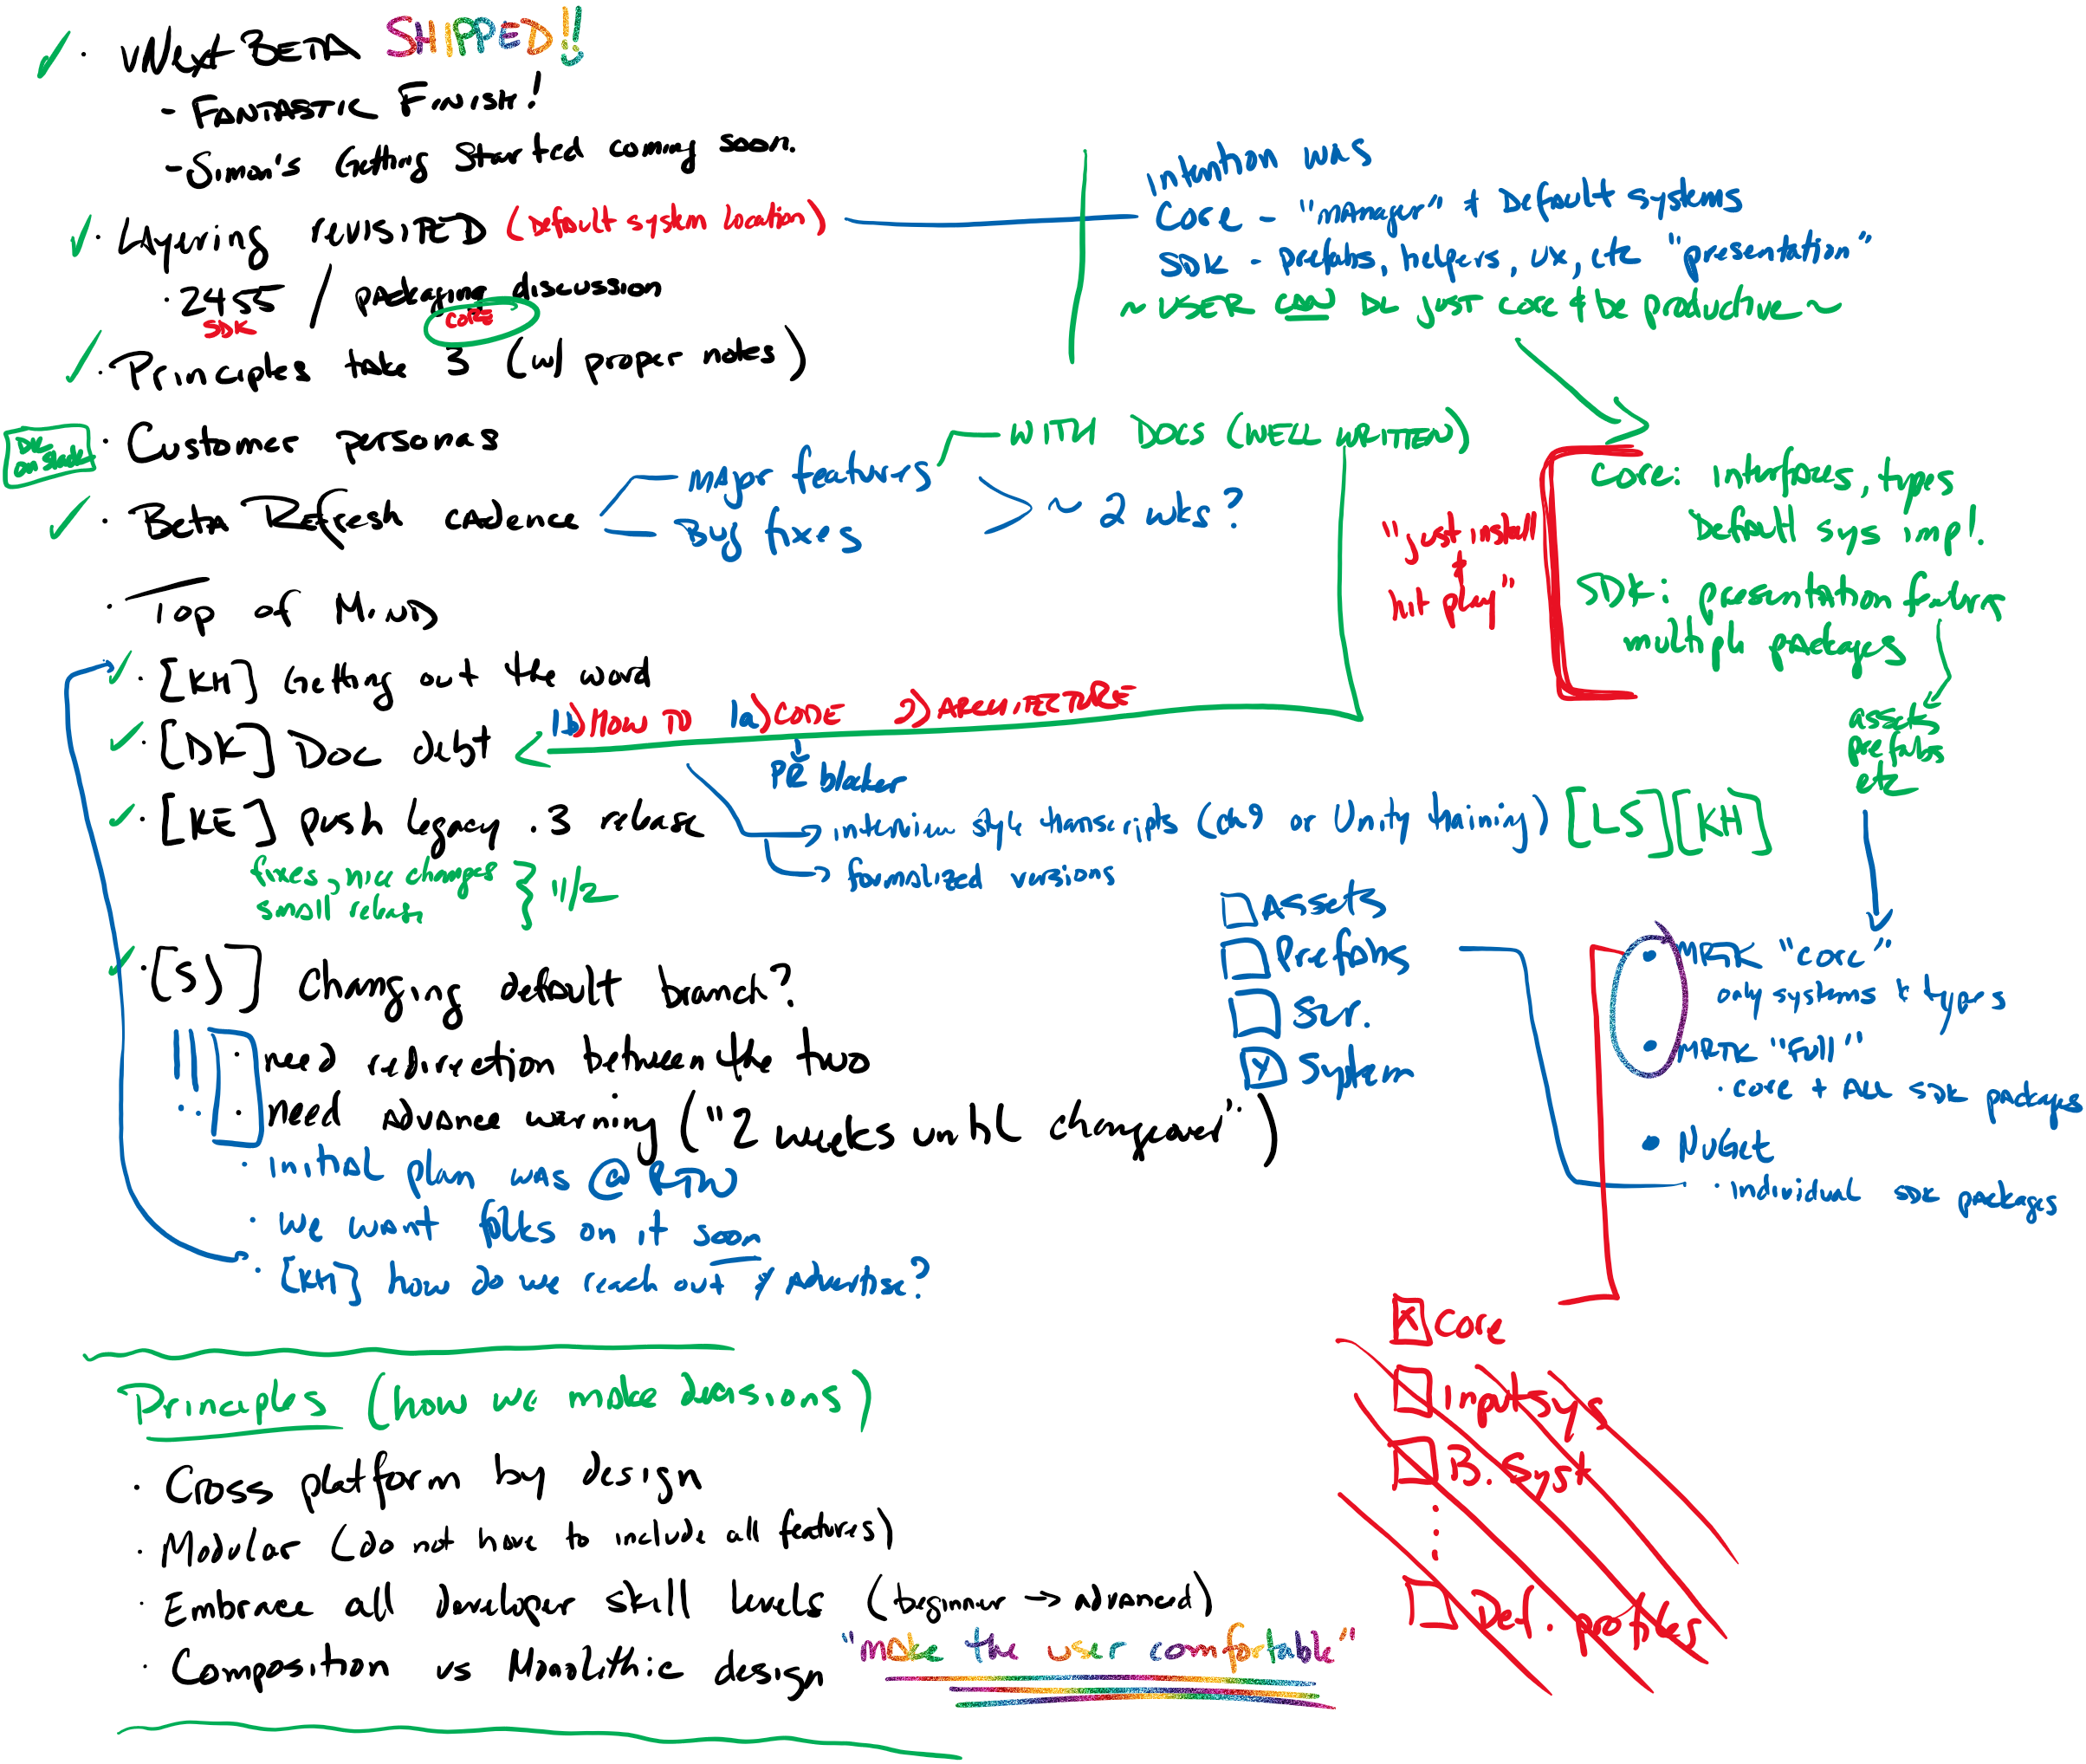 vNext BETA SHIPPED!!
- FANTASTIC FINISH!
- Simon's Getting Started coming soon.
Layering revisited (Default system location)
2455 / packaging discussion
SDK
CORE
Principles take 3 (w/ proper notes)
DK on slack
Customer personas
Beta Refresh cadence
major features
Bug fixes
~ 2 wks?
WITH DOCS (WELL WRITTEN)
Top of Mind
[KH] Getting out the word
[DK] Doc debt
1b) HOW TO 1a) CODE 2) ARCHITECTURE
PR blocker
[KE] push legacy .3 release
fixes, nice changes
small release
} 11/2
interview style transcripts (ch9 or Unity training) [LS] [KH]
formalized versions
[SJ] changing default branch?
!! need redirection between the two
need advance warning ("2 weeks until changeover")
initial plan was @ RTW
we want folks on it soon
[KH] how do we reach out & advertise?
Intention was
Core - "manager" & Default systems
SDK - prefabs, helpers, ux, etc "presentation"
~ USER CAN DL just core & be productive ~
"just install
&
hit play"
Core: interfaces, types
Default sys impl.
SDK: presentation features
multiple packages
assets
prefabs
etc
Assets
Prefabs
Scr.
System
MRTK "core"
only systems & types
MRTK "Full"
core + ALL SDK packages
NuGet
individual SDK packages
Core
Input sys
B. Syst
Def. profiles
Principles (how we make decisions)
Cross platform by design
Modular (do not have to include all features)
Embrace all developer skill levels (beginner → advanced)
Composition vs Monolithic design
"make the user comfortable"